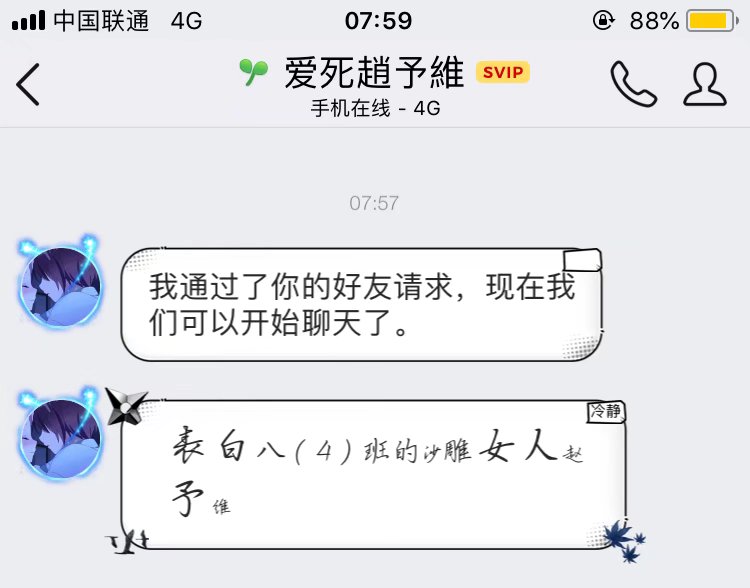 中国联通 4G 07:59 88%
爱死趙予維 SVIP
手机在线 - 4G
07:57
我通过了你的好友请求，现在我
们可以开始聊天了。
冷静
表白八（4）班的沙雕女人赵
予维